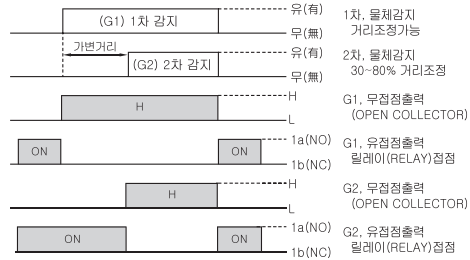 (G1) 1차 감지
유(有)
1차, 물체감지
거리조정가능
무(無)
가변거리
(G2) 2차 감지
유(有)
2차, 물체감지
30~80% 거리조정
무(無)
H
H
L
G1, 무접점출력
(OPEN COLLECTOR)
ON
ON
1a(NO)
1b(NC)
G1, 유접점출력
릴레이(RELAY)접점
H
H
L
G2, 무접점출력
(OPEN COLLECTOR)
ON
ON
1a(NO)
1b(NC)
G2, 유접점출력
릴레이(RELAY)접점